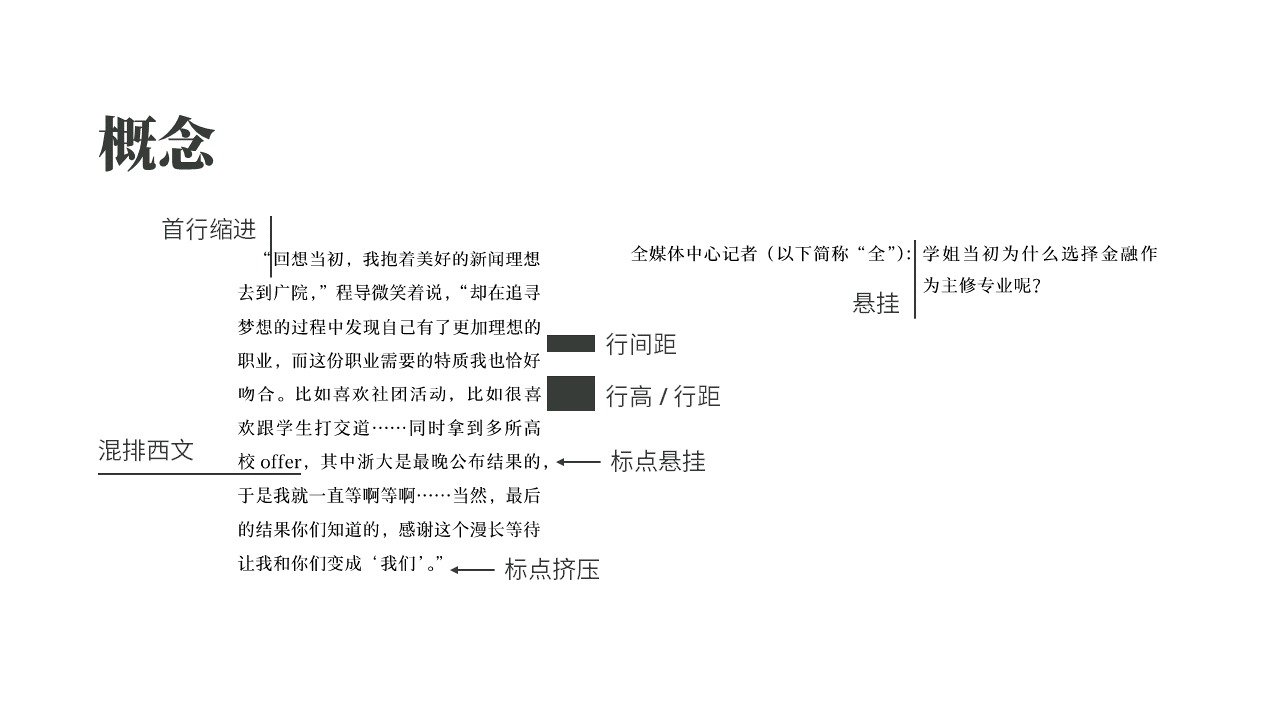 概念
首行缩进
“回想当初，我抱着美好的新闻理想
去到广院，”程导微笑着说，“却在追寻
梦想的过程中发现自己有了更加理想的
职业，而这份职业需要的特质我也恰好
吻合。比如喜欢社团活动，比如很喜
欢跟学生打交道……同时拿到多所高
校 offer，其中浙大是最晚公布结果的，
于是我就一直等啊等啊……当然，最后
的结果你们知道的，感谢这个漫长等待
让我和你们变成‘我们’。”
混排西文
行间距
行高 / 行距
标点悬挂
标点挤压
全媒体中心记者（以下简称“全”）：学姐当初为什么选择金融作
为主修专业呢？
悬挂